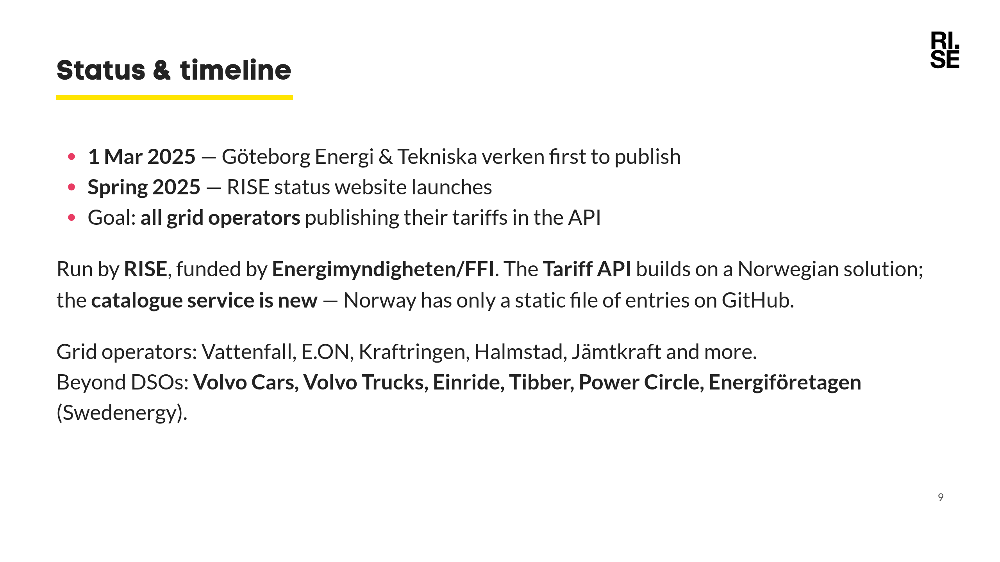 RI.
SE
Status & timeline
• 1 Mar 2025 — Göteborg Energi & Tekniska verken first to publish
• Spring 2025 — RISE status website launches
• Goal: all grid operators publishing their tariffs in the API
Run by RISE, funded by Energimyndigheten/FFI. The Tariff API builds on a Norwegian solution;
the catalogue service is new — Norway has only a static file of entries on GitHub.
Grid operators: Vattenfall, E.ON, Kraftringen, Halmstad, Jämtkraft and more.
Beyond DSOs: Volvo Cars, Volvo Trucks, Einride, Tibber, Power Circle, Energiföretagen
(Swedenergy).
9